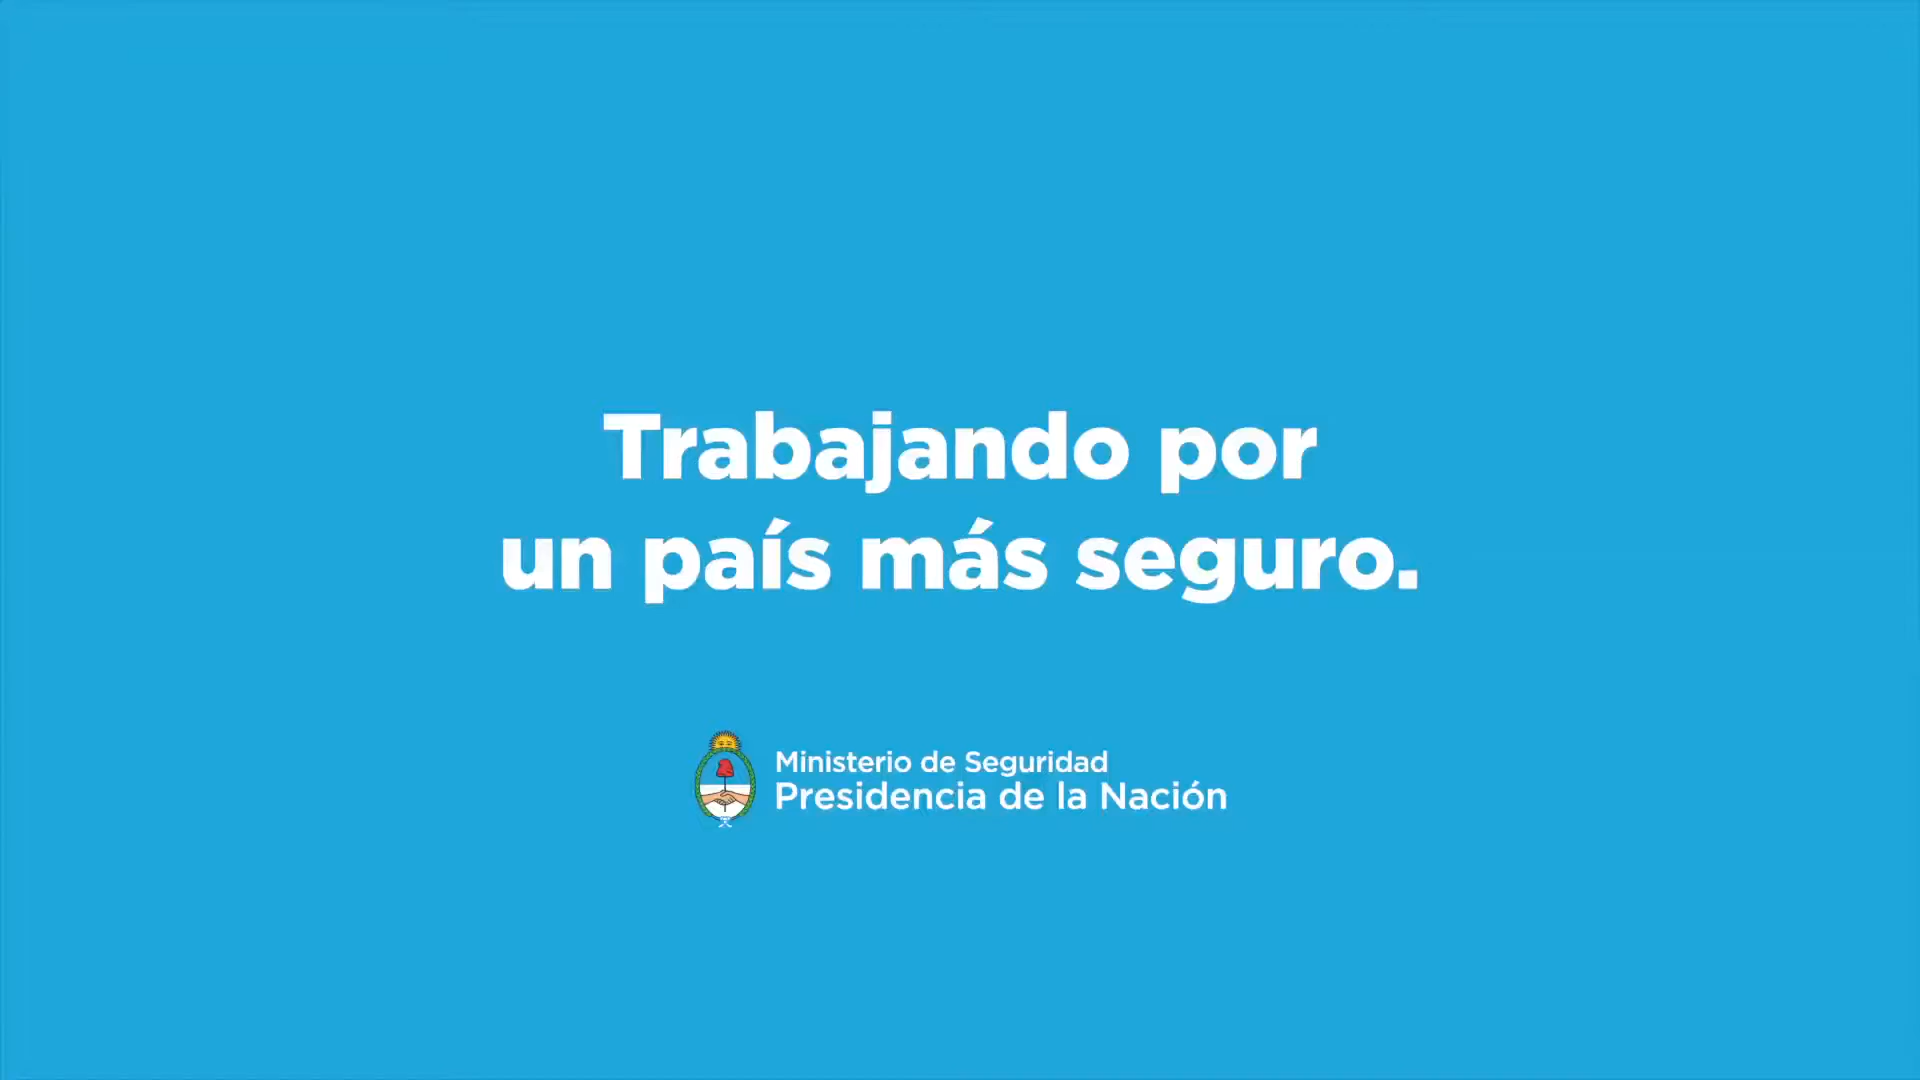 Trabajando por
un país más seguro.
Ministerio de Seguridad
Presidencia de la Nación